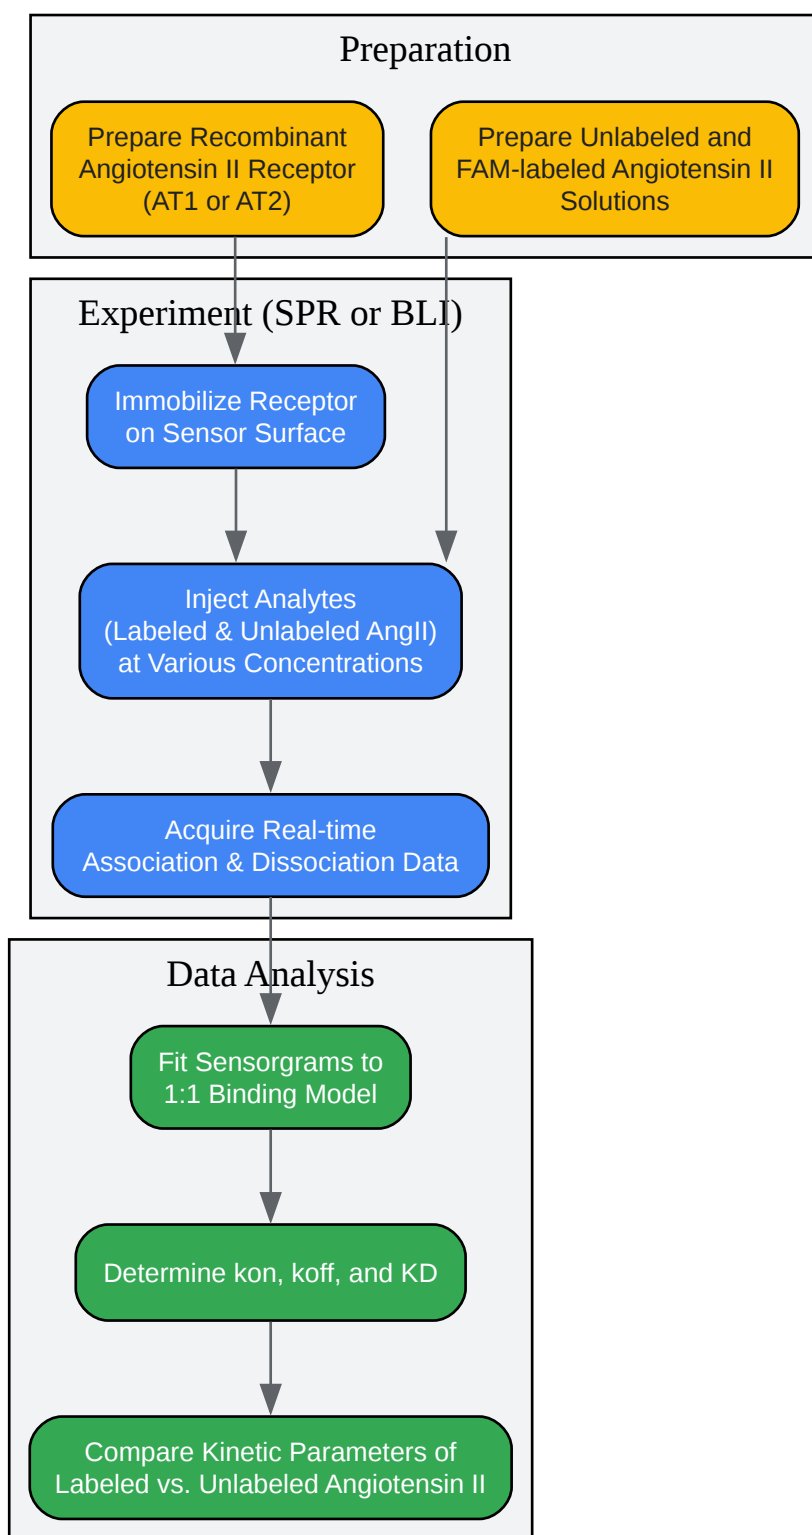 Preparation
Prepare Recombinant
Angiotensin II Receptor
(AT1 or AT2)
Prepare Unlabeled and
FAM-labeled Angiotensin II
Solutions
Experiment (SPR or BLI)
Immobilize Receptor
on Sensor Surface
Inject Analytes
(Labeled & Unlabeled AngII)
at Various Concentrations
Acquire Real-time
Association & Dissociation Data
Data Analysis
Fit Sensorgrams to
1:1 Binding Model
Determine kon, koff, and KD
Compare Kinetic Parameters of
Labeled vs. Unlabeled Angiotensin II